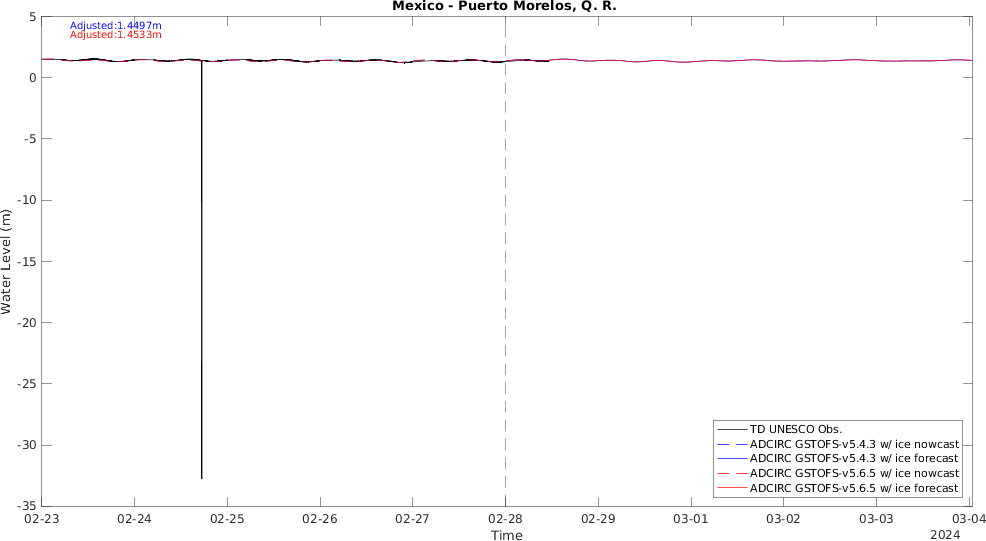 Mexico - Puerto Morelos, Q. R.
Adjusted:1.4497m
Adjusted:1.4533m
5
0
-5
-10
-15
-20
-25
-30
-35
Water Level (m)
TD UNESCO Obs.
ADCIRC GSTOFS-v5.4.3 w/ ice nowcast
ADCIRC GSTOFS-v5.4.3 w/ ice forecast
ADCIRC GSTOFS-v5.6.5 w/ ice nowcast
ADCIRC GSTOFS-v5.6.5 w/ ice forecast
02-23 02-24 02-25 02-26 02-27 02-28 02-29 03-01 03-02 03-03 03-04
Time
2024